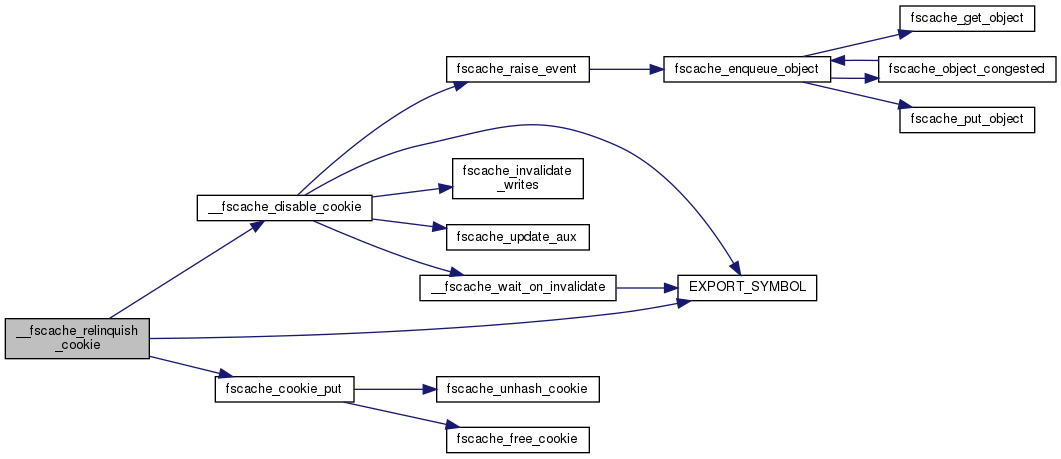 fscache_get_object
fscache_raise_event
fscache_enqueue_object
fscache_object_congested
fscache_put_object
fscache_invalidate
_writes
__fscache_disable_cookie
fscache_update_aux
__fscache_wait_on_invalidate
EXPORT_SYMBOL
__fscache_relinquish
_cookie
fscache_cookie_put
fscache_unhash_cookie
fscache_free_cookie